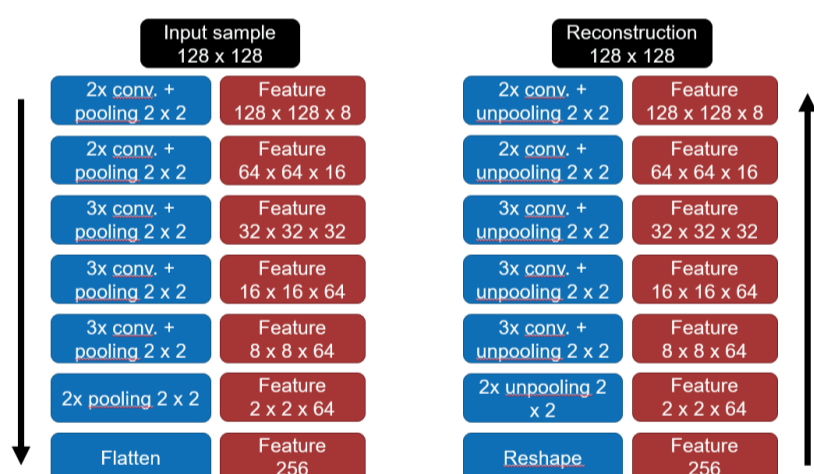 Input sample
128 x 128
2x conv. +
pooling 2 x 2
Feature
128 x 128 x 8
2x conv. +
pooling 2 x 2
Feature
64 x 64 x 16
3x conv. +
pooling 2 x 2
Feature
32 x 32 x 32
3x conv. +
pooling 2 x 2
Feature
16 x 16 x 64
3x conv. +
pooling 2 x 2
Feature
8 x 8 x 64
2x pooling 2 x 2
Feature
2 x 2 x 64
Flatten
Feature
256
Reconstruction
128 x 128
2x conv. +
unpooling 2 x 2
Feature
128 x 128 x 8
2x conv. +
unpooling 2 x 2
Feature
64 x 64 x 16
3x conv. +
unpooling 2 x 2
Feature
32 x 32 x 32
3x conv. +
unpooling 2 x 2
Feature
16 x 16 x 64
3x conv. +
unpooling 2 x 2
Feature
8 x 8 x 64
2x unpooling 2
x 2
Feature
2 x 2 x 64
Reshape
Feature
256